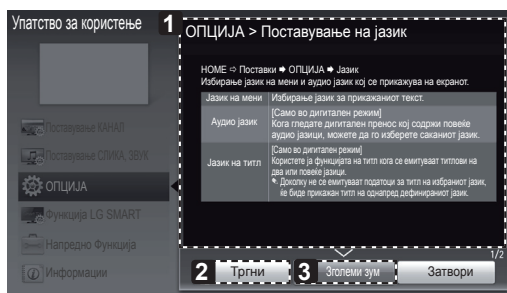 Упатство за користење
1
ОПЦИЈА > Поставување на јазик
HOME ⇨ Поставки ➡ ОПЦИЈА ➡ Јазик
Избирање јазик на мени и аудио јазик кој се прикажува на екранот.
Јазик на мени Избирање јазик за прикажаниот текст.
Аудио јазик
[Само во дигитален режим]
Кога гледате дигитален пренос кој содржи повеќе
аудио јазици, можете да го изберете саканиот јазик.
Јазик на титл
[Само во дигитален режим]
Користете ја функцијата на титл кога се емитуваат титлови на
два или повеќе јазици.
✎ Доколку не се емитуваат податоци за титл на избраниот јазик,
ќе биде прикажан титл на однапред дефинираниот јазик.
Поставување КАНАЛ
Поставување СЛИКА, ЗВУК
ОПЦИЈА
Функција LG SMART
Напредно Функција
Информации
1/2
2 Тргни
3 Зголеми зум
Затвори